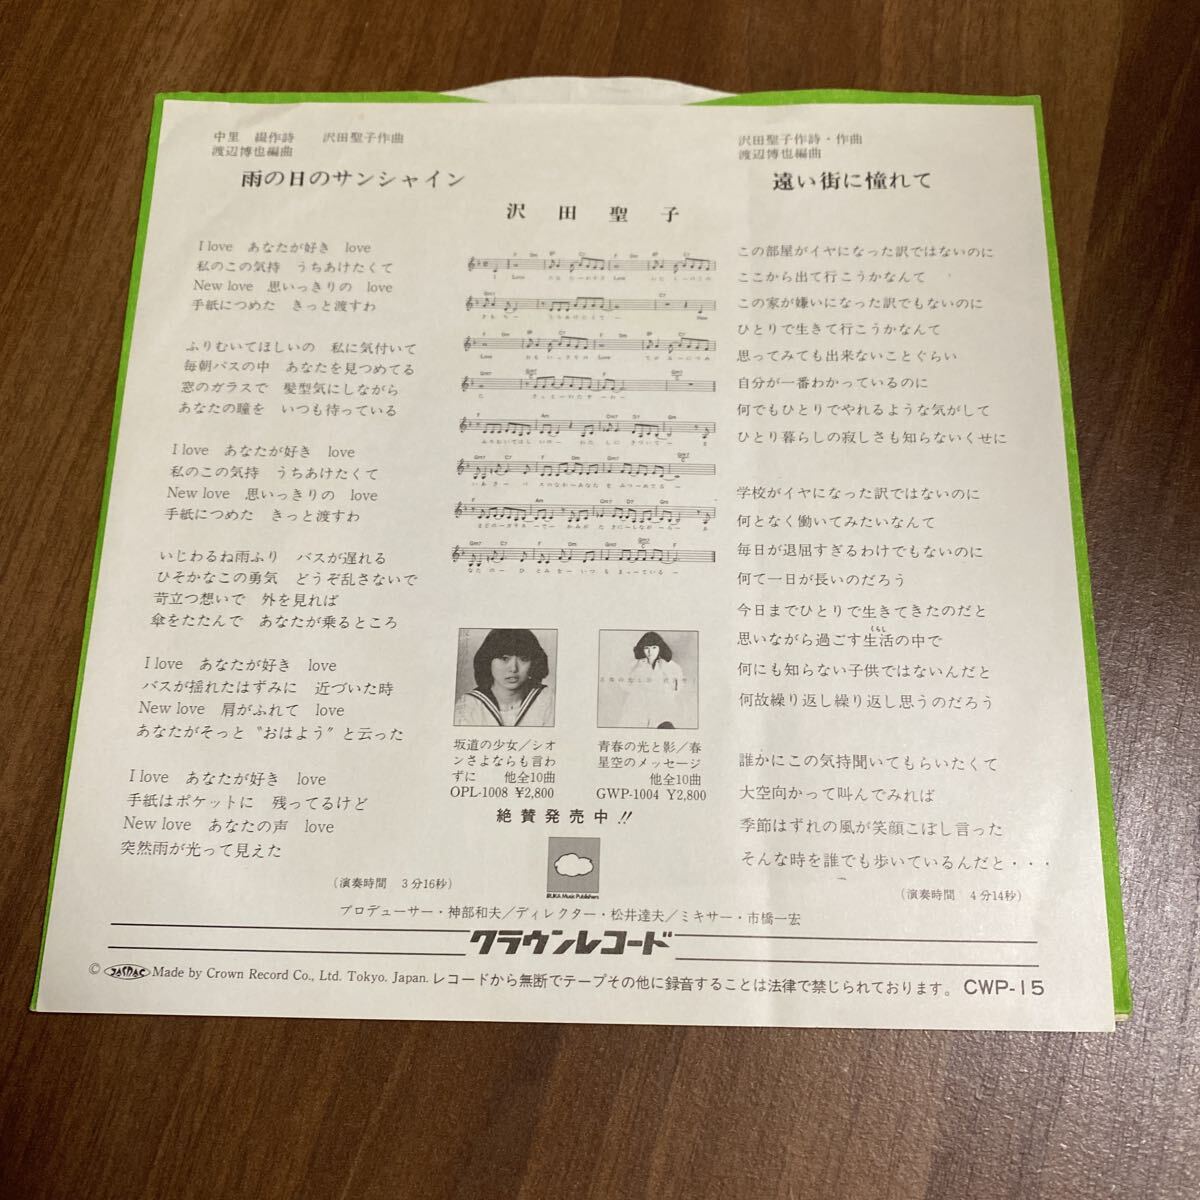 中里　綴作詩　　沢田聖子作曲
渡辺博也編曲
雨の日のサンシャイン
沢田聖子
I love　あなたが好き　love
私のこの気持　うちあけたくて
New love　思いっきりの　love
手紙につめた　きっと渡すわ
ふりむいてほしいの　私に気付いて
毎朝バスの中　あなたを見つめてる
窓のガラスで　髪型気にしながら
あなたの瞳を　いつも待っている
I love　あなたが好き　love
私のこの気持　うちあけたくて
New love　思いっきりの　love
手紙につめた　きっと渡すわ
いじわるね雨ふり　バスが遅れる
ひそかなこの勇気　どうぞ乱さないで
苛立つ想いで　外を見れば
傘をたたんで　あなたが乗るところ
I love　あなたが好き　love
バスが揺れたはずみに　近づいた時
New love　肩がふれて　love
あなたがそっと〝おはよう〟と云った
I love　あなたが好き　love
手紙はポケットに　残ってるけど
New love　あなたの声　love
突然雨が光って見えた
(演奏時間　3分16秒)
沢田聖子作詩・作曲
渡辺博也編曲
遠い街に憧れて
この部屋がイヤになった訳ではないのに
ここから出て行こうかなんて
この家が嫌いになった訳でもないのに
ひとりで生きて行こうかなんて
思ってみても出来ないことぐらい
自分が一番わかっているのに
何でもひとりでやれるような気がして
ひとり暮らしの寂しさも知らないくせに
学校がイヤになった訳ではないのに
何となく働いてみたいなんて
毎日が退屈すぎるわけでもないのに
何て一日が長いのだろう
今日までひとりで生きてきたのだと
くらし
思いながら過ごす生活の中で
何にも知らない子供ではないんだと
何故繰り返し繰り返し思うのだろう
誰かにこの気持聞いてもらいたくて
大空向かって叫んでみれば
季節はずれの風が笑顔こぼし言った
そんな時を誰でも歩いているんだと・・・
(演奏時間　4分14秒)
坂道の少女／シオ
ンさよならも言わ
ずに　他全10曲
OPL-1008 ¥2,800
青春の光と影／春
星空のメッセージ
他全10曲
GWP-1004 ¥2,800
絶賛発売中!!
IRUKA Music Publishers
プロデューサー・神部和夫／ディレクター・松井達夫／ミキサー・市橋一宏
クラウンレコード
© JASRAC Made by Crown Record Co., Ltd. Tokyo. Japan. レコードから無断でテープその他に録音することは法律で禁じられております。 CWP-15